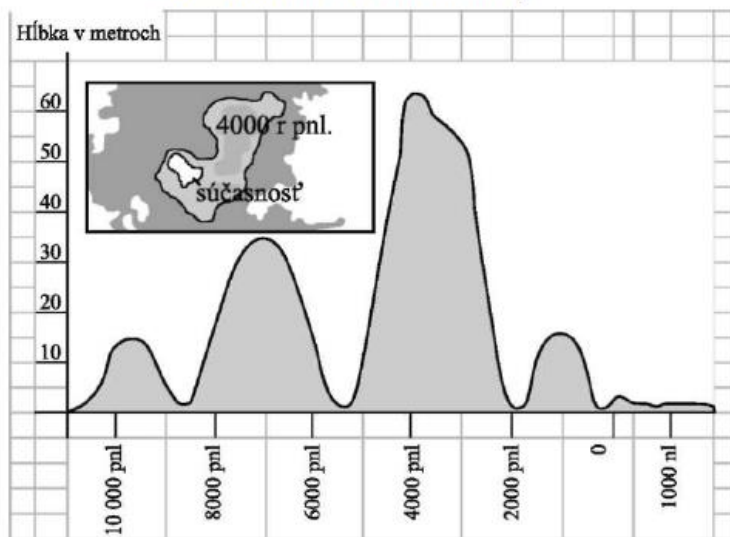 Hĺbka v metroch
60
50
40
30
20
10
4000 r pnl.
súčasnosť
10 000 pnl
8000 pnl
6000 pnl
4000 pnl
2000 pnl
0
1000 nl